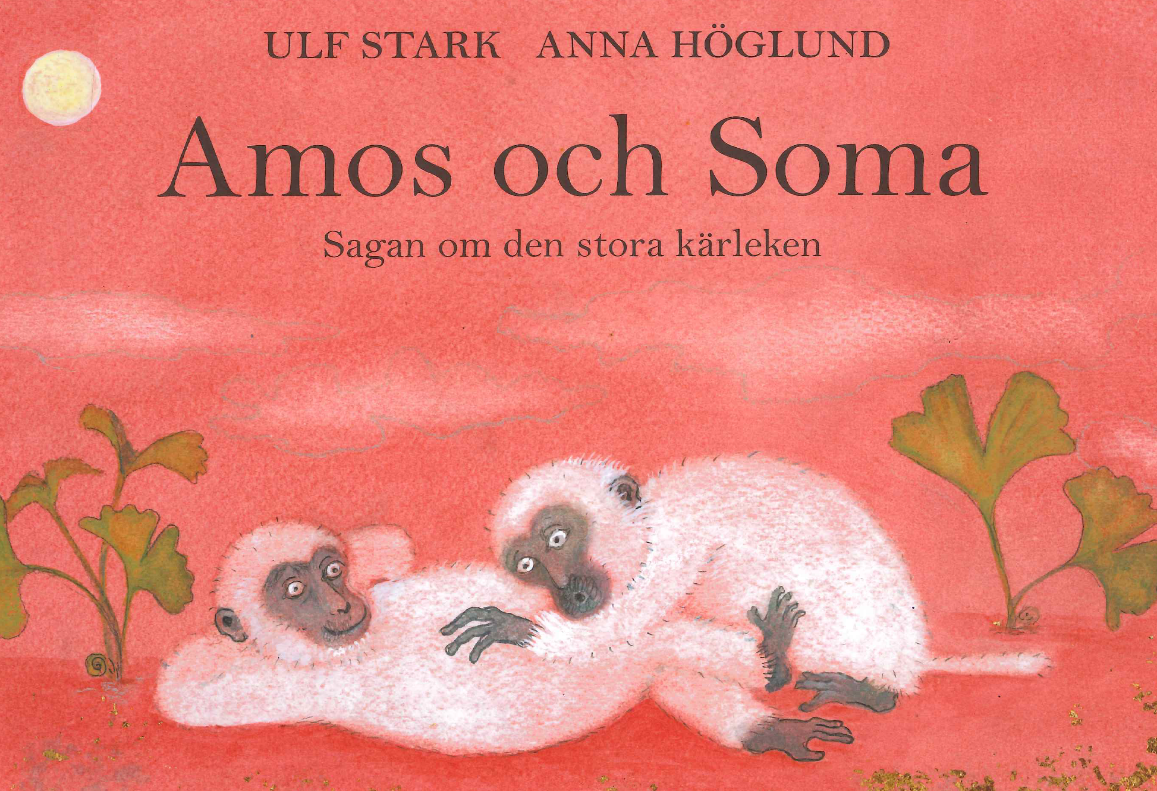 ULF STARK ANNA HÖGLUND
Amos och Soma
Sagan om den stora kärleken